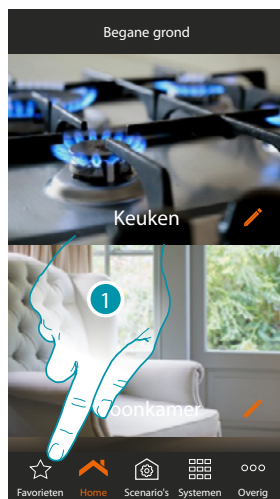 Begane grond
Keuken
1
oonkamer
Favorieten Home Scenario's Systemen Overig